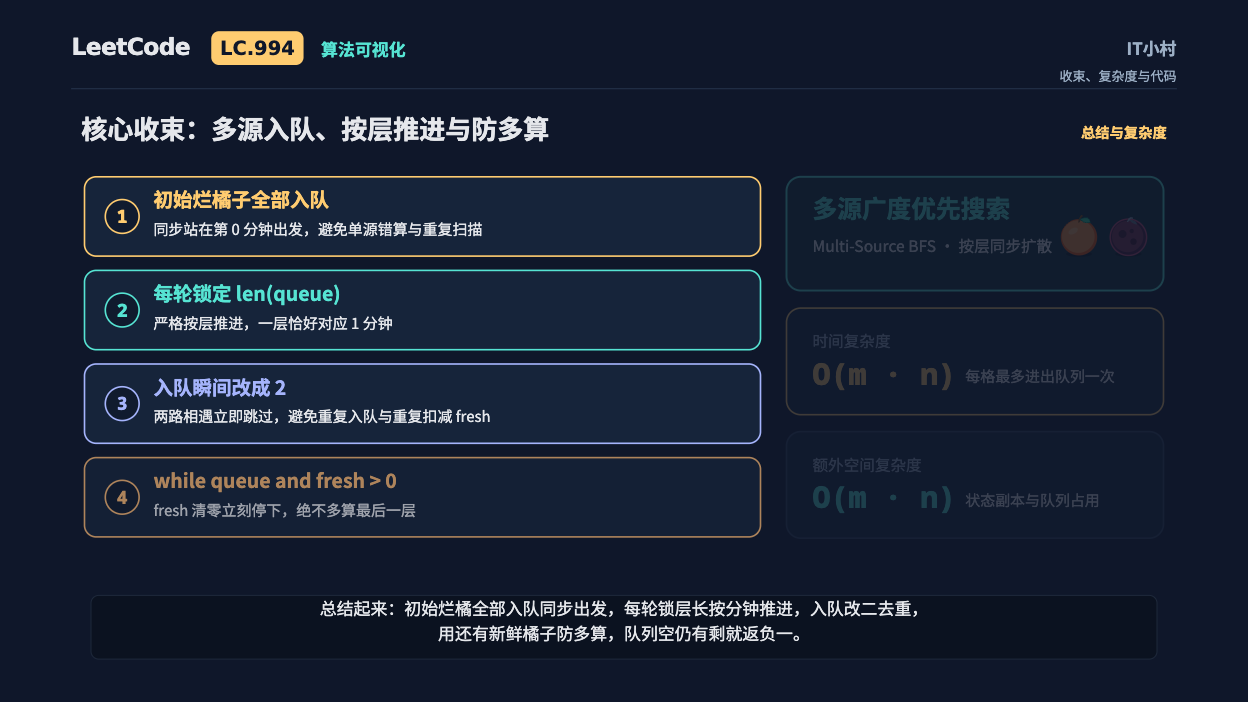 LeetCode LC.994 算法可视化
IT小村
收束、复杂度与代码
核心收束：多源入队、按层推进与防多算
总结与复杂度
1 初始烂橘子全部入队
同步站在第 0 分钟出发，避免单源错算与重复扫描
2 每轮锁定 len(queue)
严格按层推进，一层恰好对应 1 分钟
3 入队瞬间改成 2
两路相遇立即跳过，避免重复入队与重复扣减 fresh
4 while queue and fresh > 0
fresh 清零立刻停下，绝不多算最后一层
多源广度优先搜索
Multi-Source BFS · 按层同步扩散
时间复杂度
O(m · n) 每格最多进出队列一次
额外空间复杂度
O(m · n) 状态副本与队列占用
总结起来：初始烂橘全部入队同步出发，每轮锁层长按分钟推进，入队改二去重，
用还有新鲜橘子防多算，队列空仍有剩就返负一。